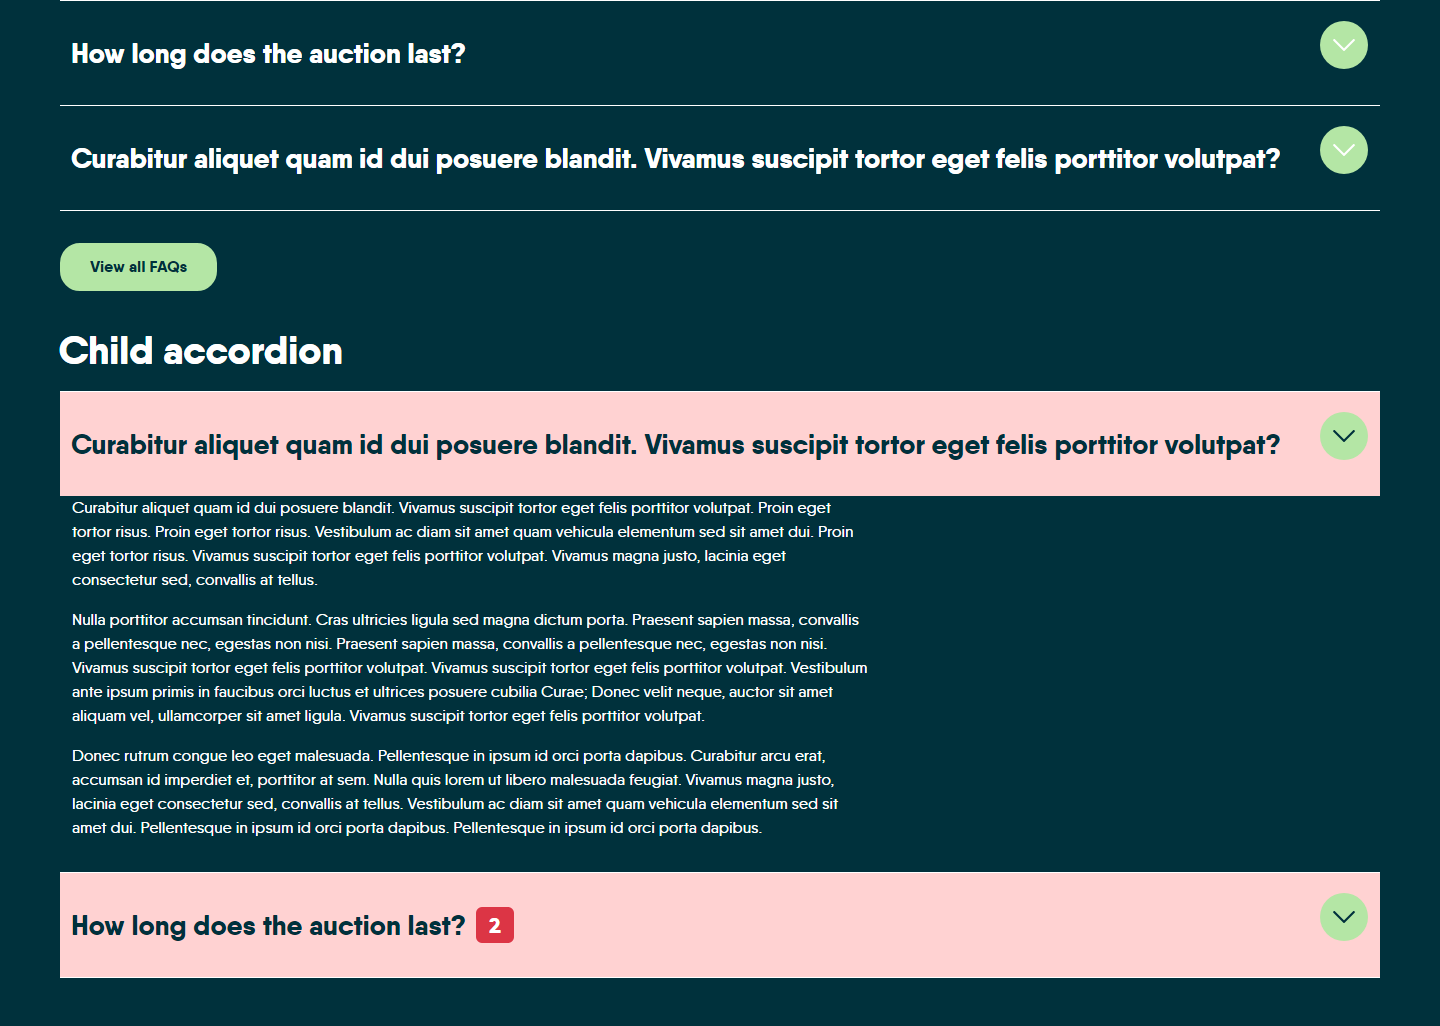 How long does the auction last?
Curabitur aliquet quam id dui posuere blandit. Vivamus suscipit tortor eget felis porttitor volutpat?
View all FAQs
Child accordion
Curabitur aliquet quam id dui posuere blandit. Vivamus suscipit tortor eget felis porttitor volutpat?
Curabitur aliquet quam id dui posuere blandit. Vivamus suscipit tortor eget felis porttitor volutpat. Proin eget
tortor risus. Proin eget tortor risus. Vestibulum ac diam sit amet quam vehicula elementum sed sit amet dui. Proin
eget tortor risus. Vivamus suscipit tortor eget felis porttitor volutpat. Vivamus magna justo, lacinia eget
consectetur sed, convallis at tellus.
Nulla porttitor accumsan tincidunt. Cras ultricies ligula sed magna dictum porta. Praesent sapien massa, convallis
a pellentesque nec, egestas non nisi. Praesent sapien massa, convallis a pellentesque nec, egestas non nisi.
Vivamus suscipit tortor eget felis porttitor volutpat. Vivamus suscipit tortor eget felis porttitor volutpat. Vestibulum
ante ipsum primis in faucibus orci luctus et ultrices posuere cubilia Curae; Donec velit neque, auctor sit amet
aliquam vel, ullamcorper sit amet ligula. Vivamus suscipit tortor eget felis porttitor volutpat.
Donec rutrum congue leo eget malesuada. Pellentesque in ipsum id orci porta dapibus. Curabitur arcu erat,
accumsan id imperdiet et, porttitor at sem. Nulla quis lorem ut libero malesuada feugiat. Vivamus magna justo,
lacinia eget consectetur sed, convallis at tellus. Vestibulum ac diam sit amet quam vehicula elementum sed sit
amet dui. Pellentesque in ipsum id orci porta dapibus. Pellentesque in ipsum id orci porta dapibus.
How long does the auction last? 2